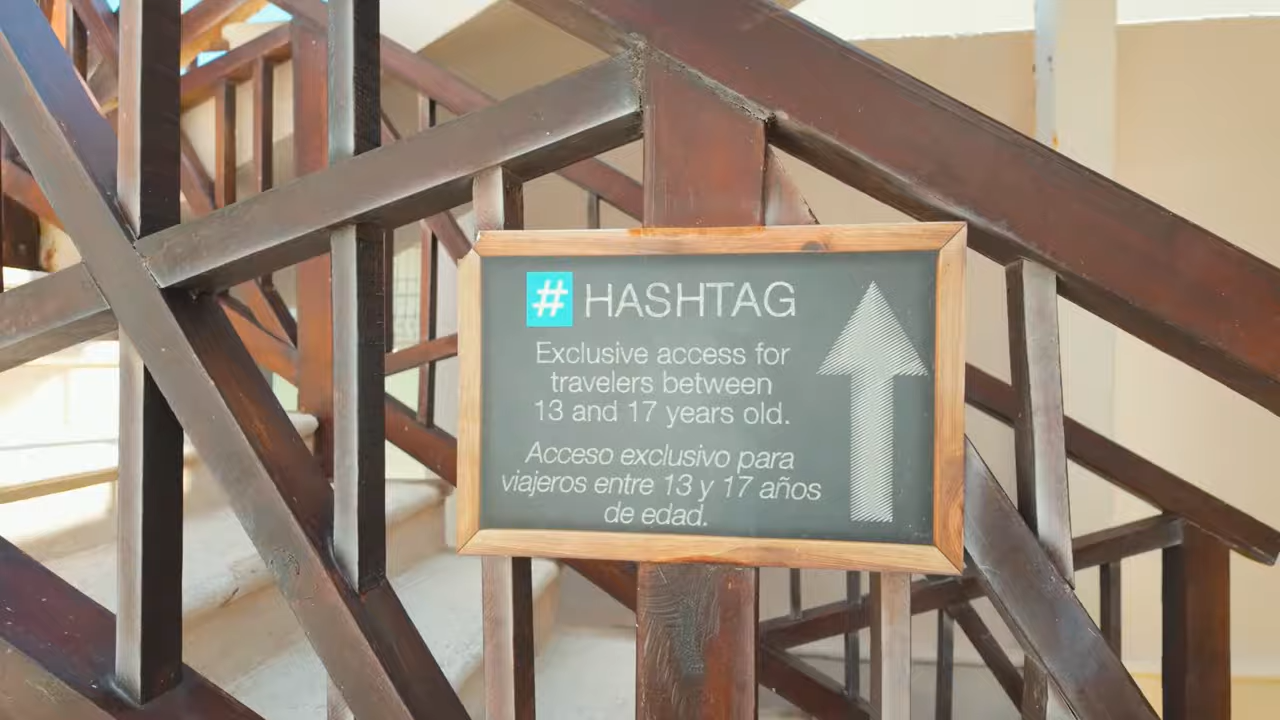 # HASHTAG
Exclusive access for
travelers between
13 and 17 years old.
Acceso exclusivo para
viajeros entre 13 y 17 años
de edad.